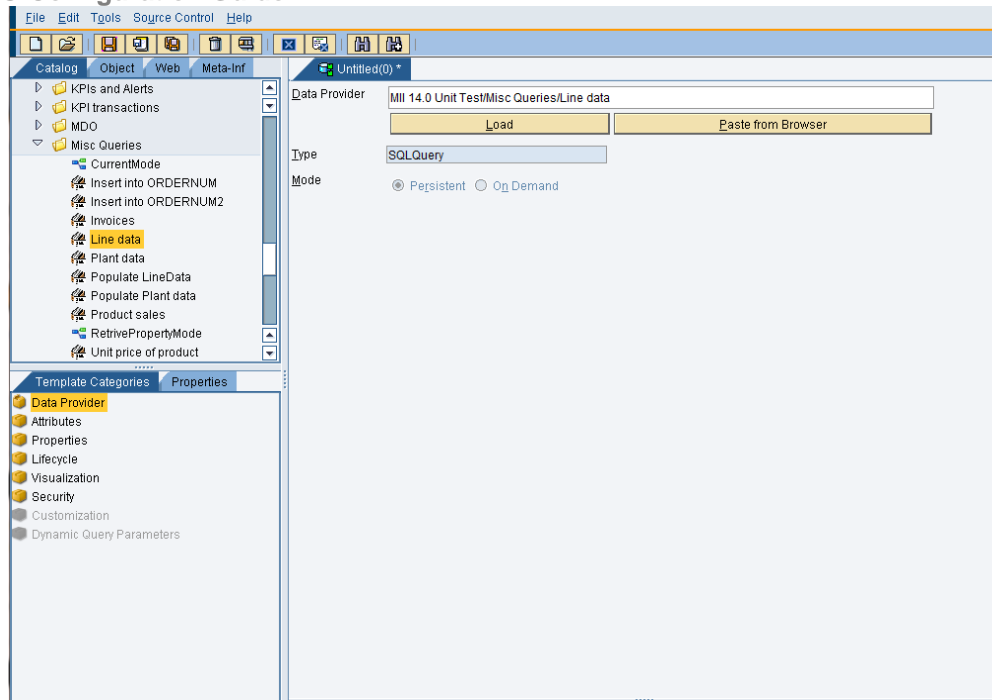 File Edit Tools Source Control Help
Catalog Object Web Meta-Inf
Untitled(0) *
KPIs and Alerts
KPI transactions
MDO
Misc Queries
CurrentMode
Insert into ORDERNUM
Insert into ORDERNUM2
Invoices
Line data
Plant data
Populate LineData
Populate Plant data
Product sales
RetrivePropertyMode
Unit price of product
Template Categories Properties
Data Provider
Attributes
Properties
Lifecycle
Visualization
Security
Customization
Dynamic Query Parameters
Data Provider MII 14.0 Unit Test/Misc Queries/Line data
Load Paste from Browser
Type SQLQuery
Mode Persistent On Demand